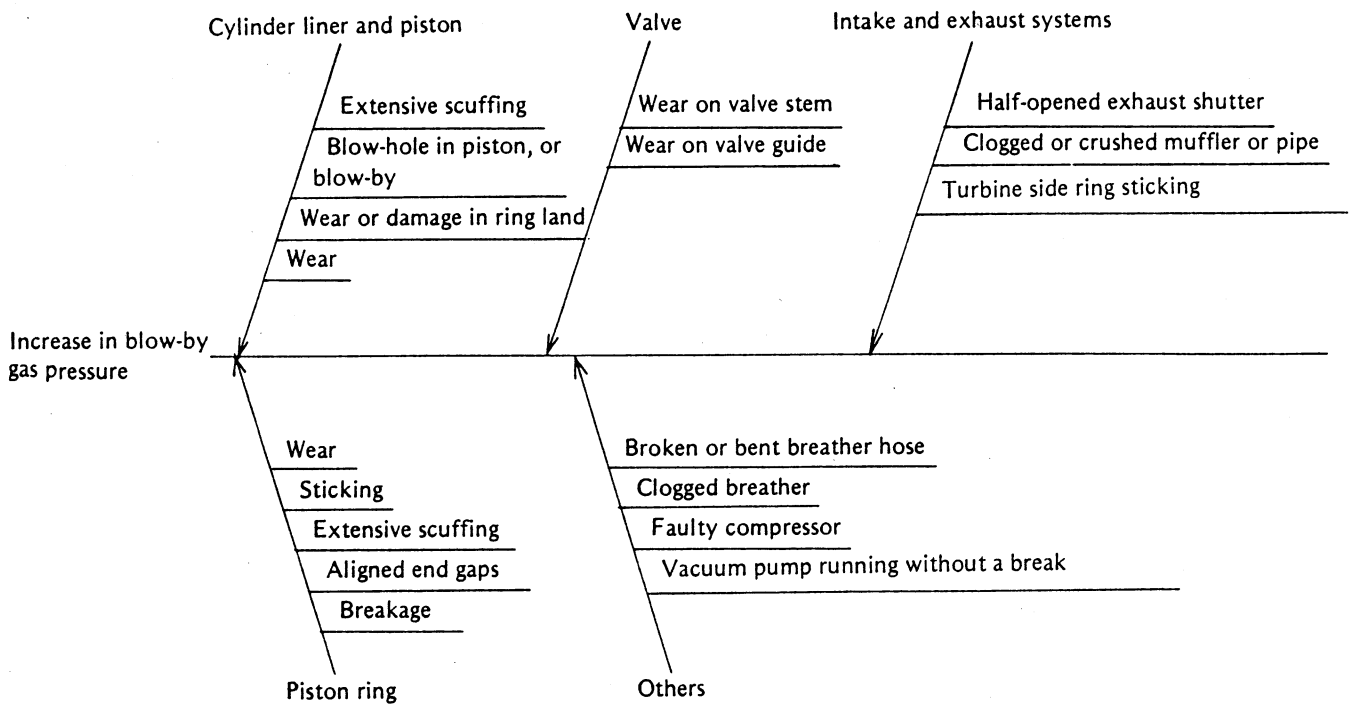 Cylinder liner and piston
Valve
Intake and exhaust systems
Extensive scuffing
Blow-hole in piston, or
blow-by
Wear or damage in ring land
Wear
Wear on valve stem
Wear on valve guide
Half-opened exhaust shutter
Clogged or crushed muffler or pipe
Turbine side ring sticking
Increase in blow-by
gas pressure
Wear
Sticking
Extensive scuffing
Aligned end gaps
Breakage
Piston ring
Broken or bent breather hose
Clogged breather
Faulty compressor
Vacuum pump running without a break
Others